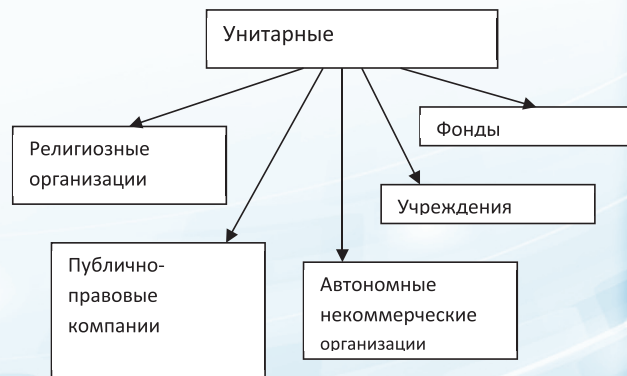 Унитарные
Фонды
Религиозные
организации
Учреждения
Публично-
правовые
компании
Автономные
некоммерческие
организации